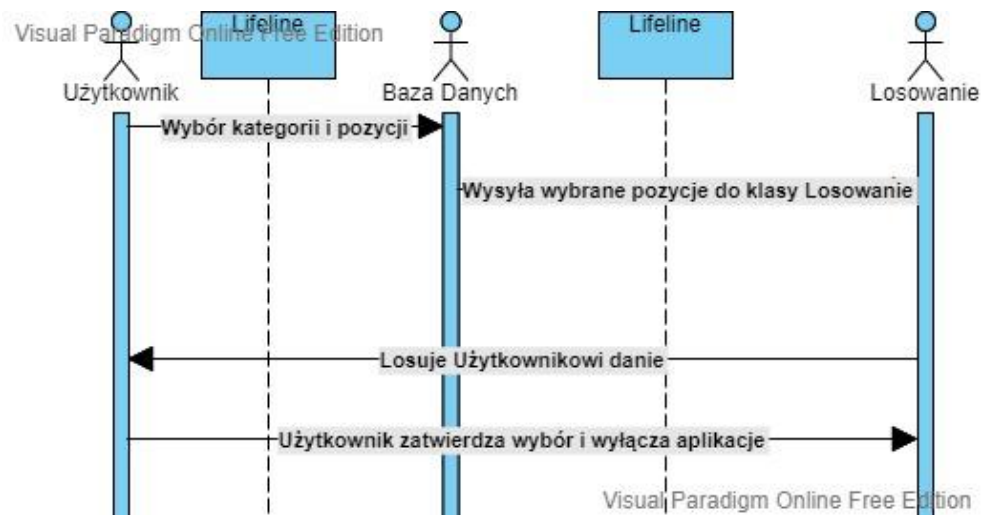 Visual Paradigm Online Free Edition
Lifeline
Lifeline
Użytkownik
Baza Danych
Losowanie
Wybór kategorii i pozycji
Wysyła wybrane pozycje do klasy Losowanie
Losuje Użytkownikowi danie
Użytkownik zatwierdza wybór i wyłącza aplikacje
Visual Paradigm Online Free Edition